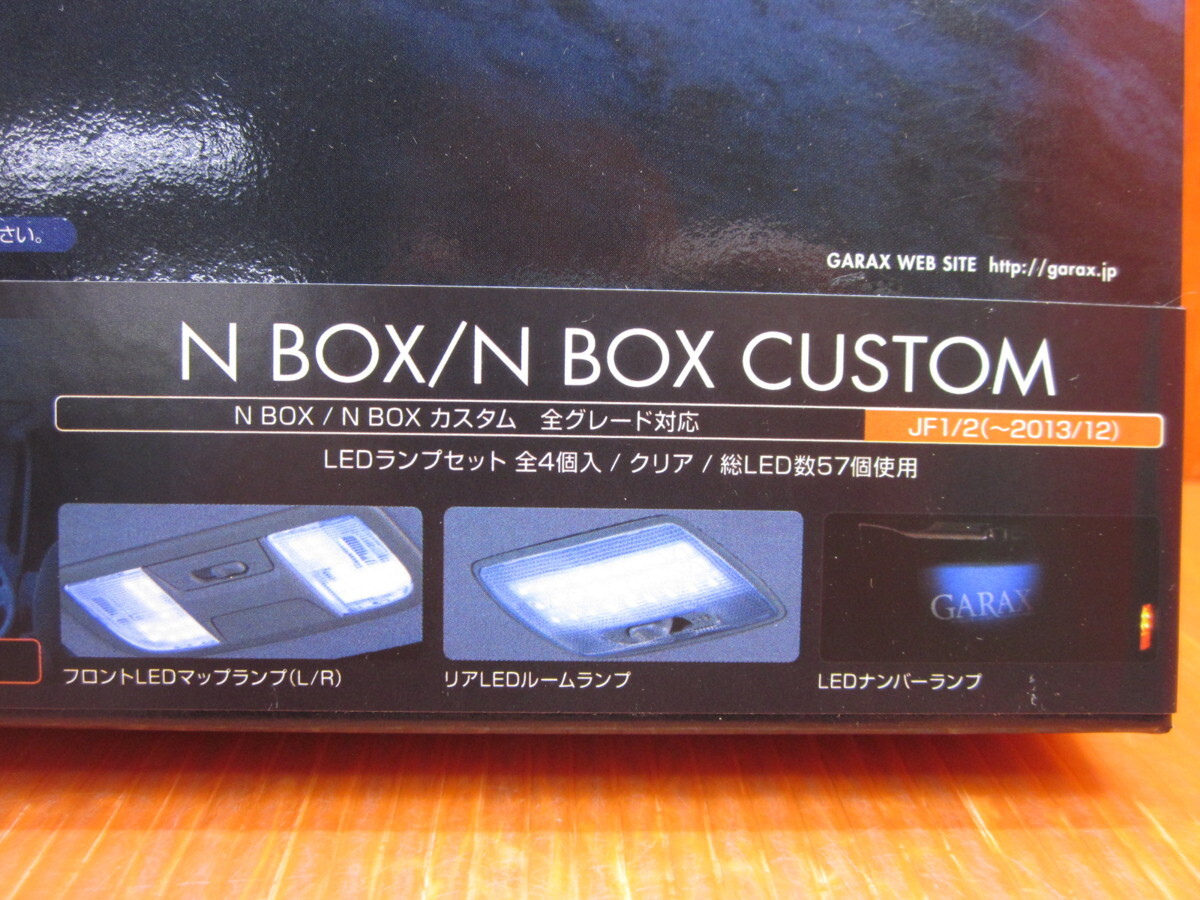 さい。
GARAX WEB SITE http://garax.jp
N BOX/N BOX CUSTOM
N BOX / N BOX カスタム 全グレード対応
JF1/2(〜2013/12)
LEDランプセット 全4個入 / クリア / 総LED数57個使用
GARAX
フロントLEDマップランプ(L/R)
リアLEDルームランプ
LEDナンバーランプ